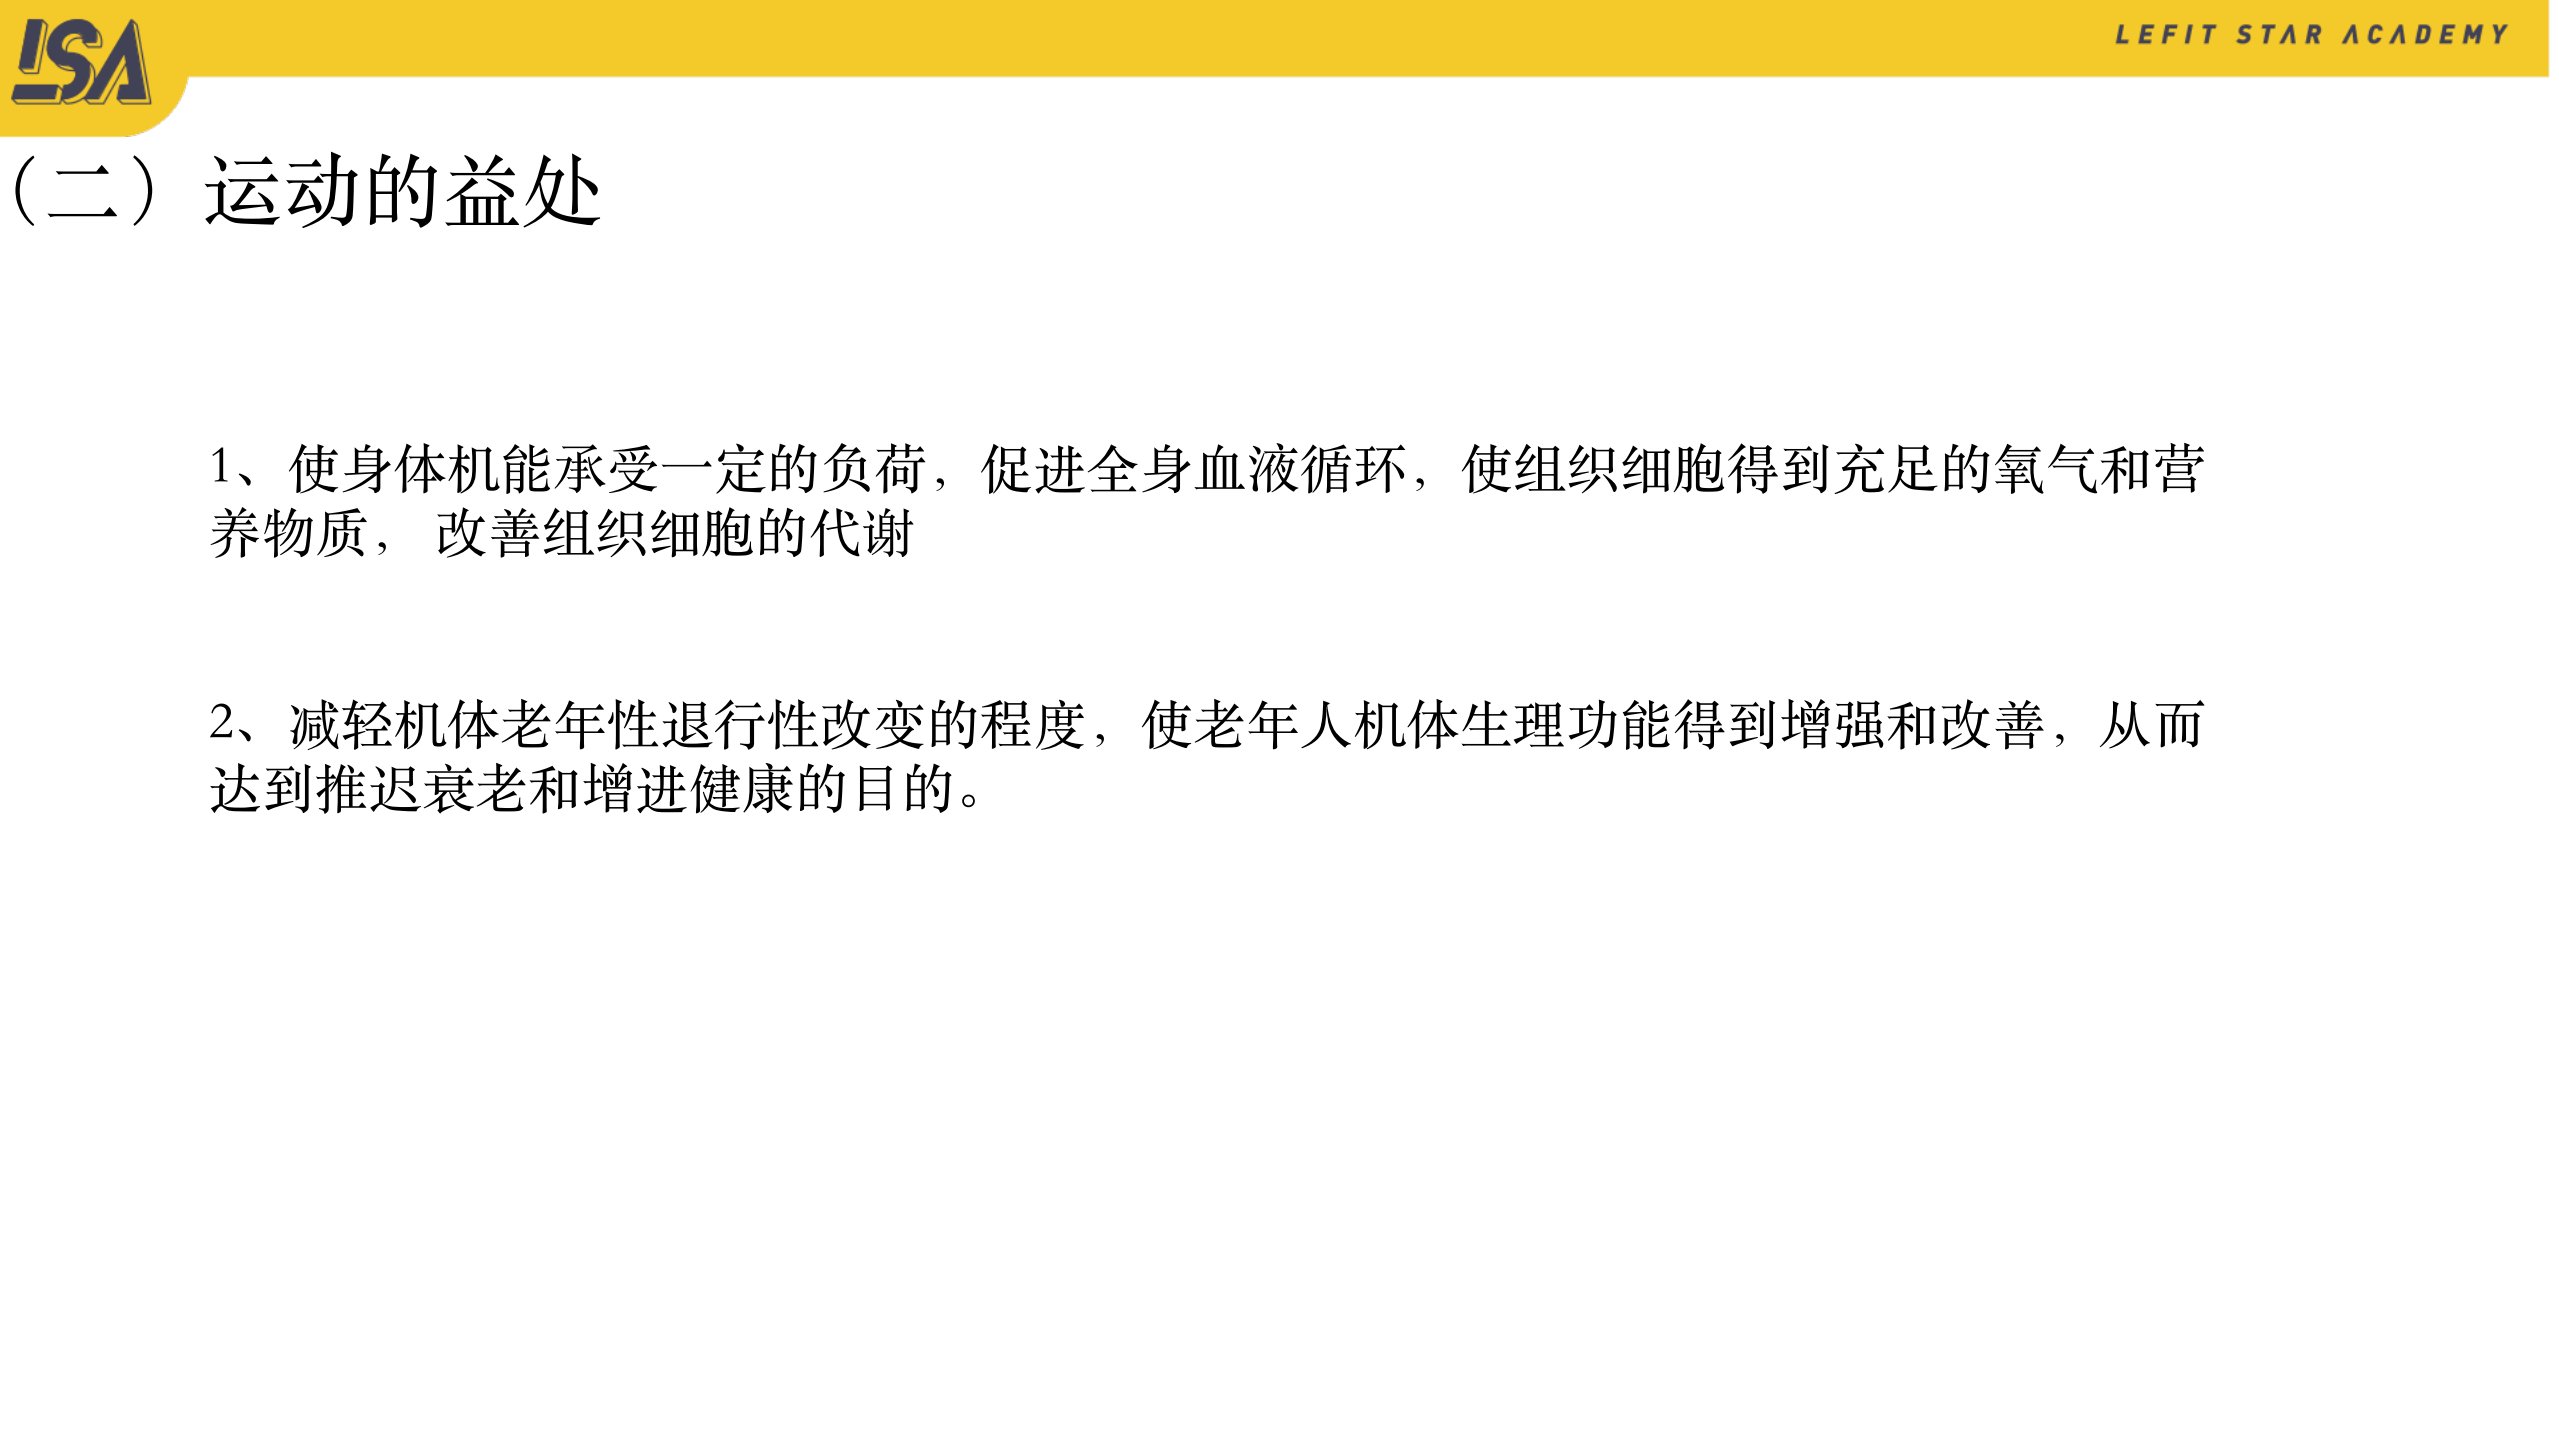 LSA
LEFIT STAR ACADEMY
（二）运动的益处
1、使身体机能承受一定的负荷，促进全身血液循环，使组织细胞得到充足的氧气和营
养物质， 改善组织细胞的代谢
2、减轻机体老年性退行性改变的程度，使老年人机体生理功能得到增强和改善，从而
达到推迟衰老和增进健康的目的。